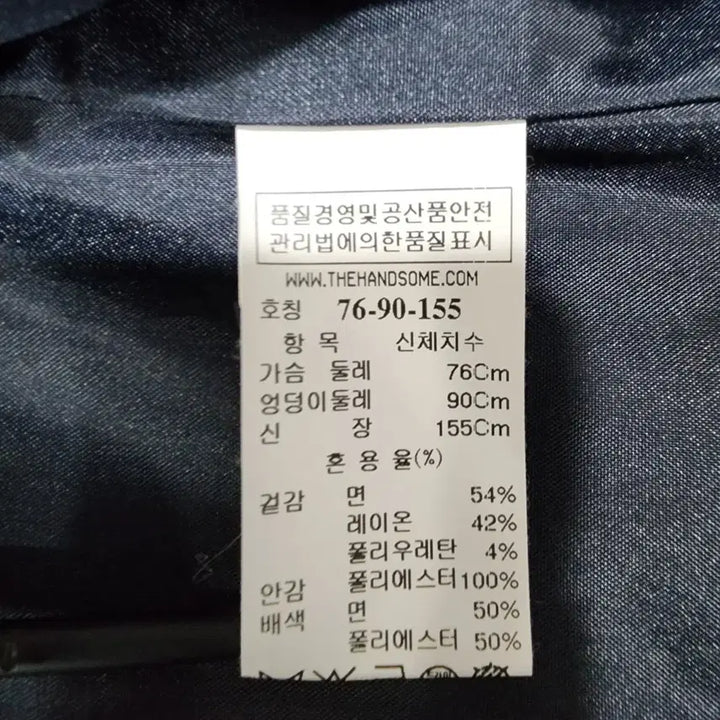 품질경영및공산품안전
관리법에의한품질표시
WWW.THEHANDSOME.COM
호칭 76-90-155
항 목 신체치수
가슴 둘레 76Cm
엉덩이둘레 90Cm
신 장 155Cm
혼 용 율(%)
겉감 면 54%
레이온 42%
폴리우레탄 4%
안감 폴리에스터 100%
배색 면 50%
폴리에스터 50%